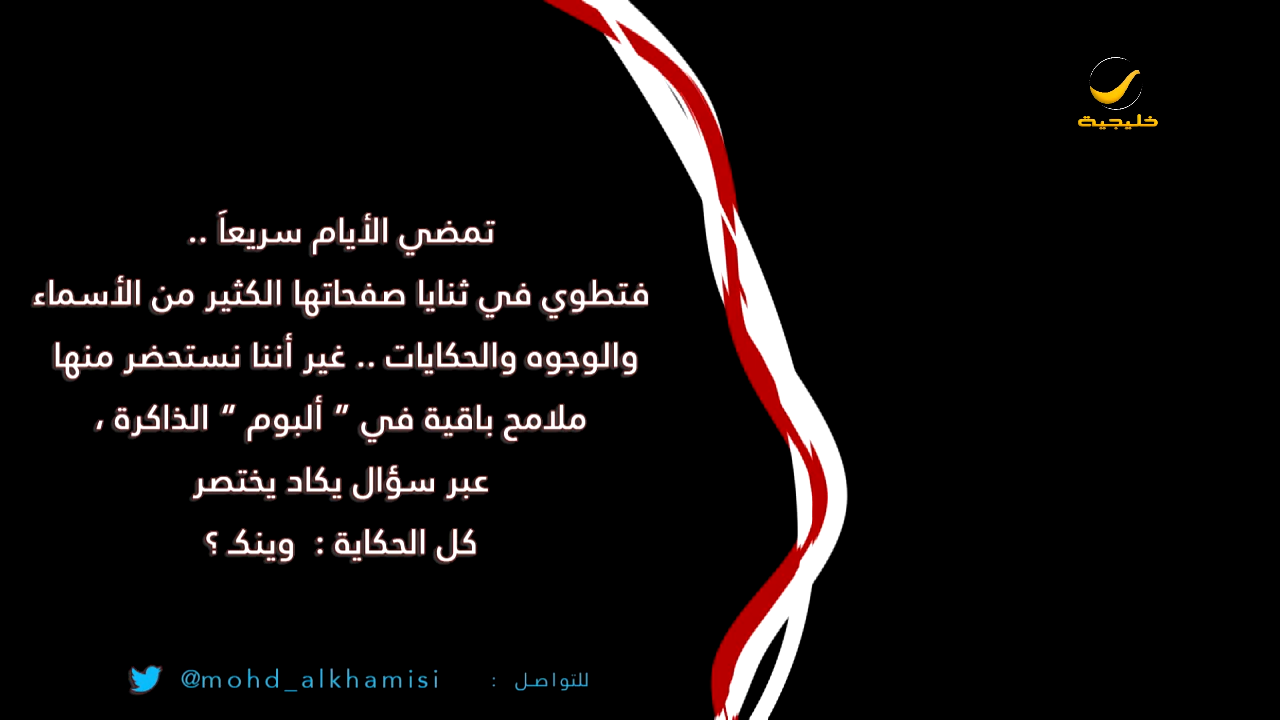 خليجية
تمضي الأيام سريعاَ ..
فتطوي في ثنايا صفحاتها الكثير من الأسماء
والوجوه والحكايات .. غير أننا نستحضر منها
ملامح باقية في ” ألبوم “ الذاكرة ،
عبر سؤال يكاد يختصر
كل الحكاية : وينكـ ؟
للتواصل : @mohd_alkhamisi